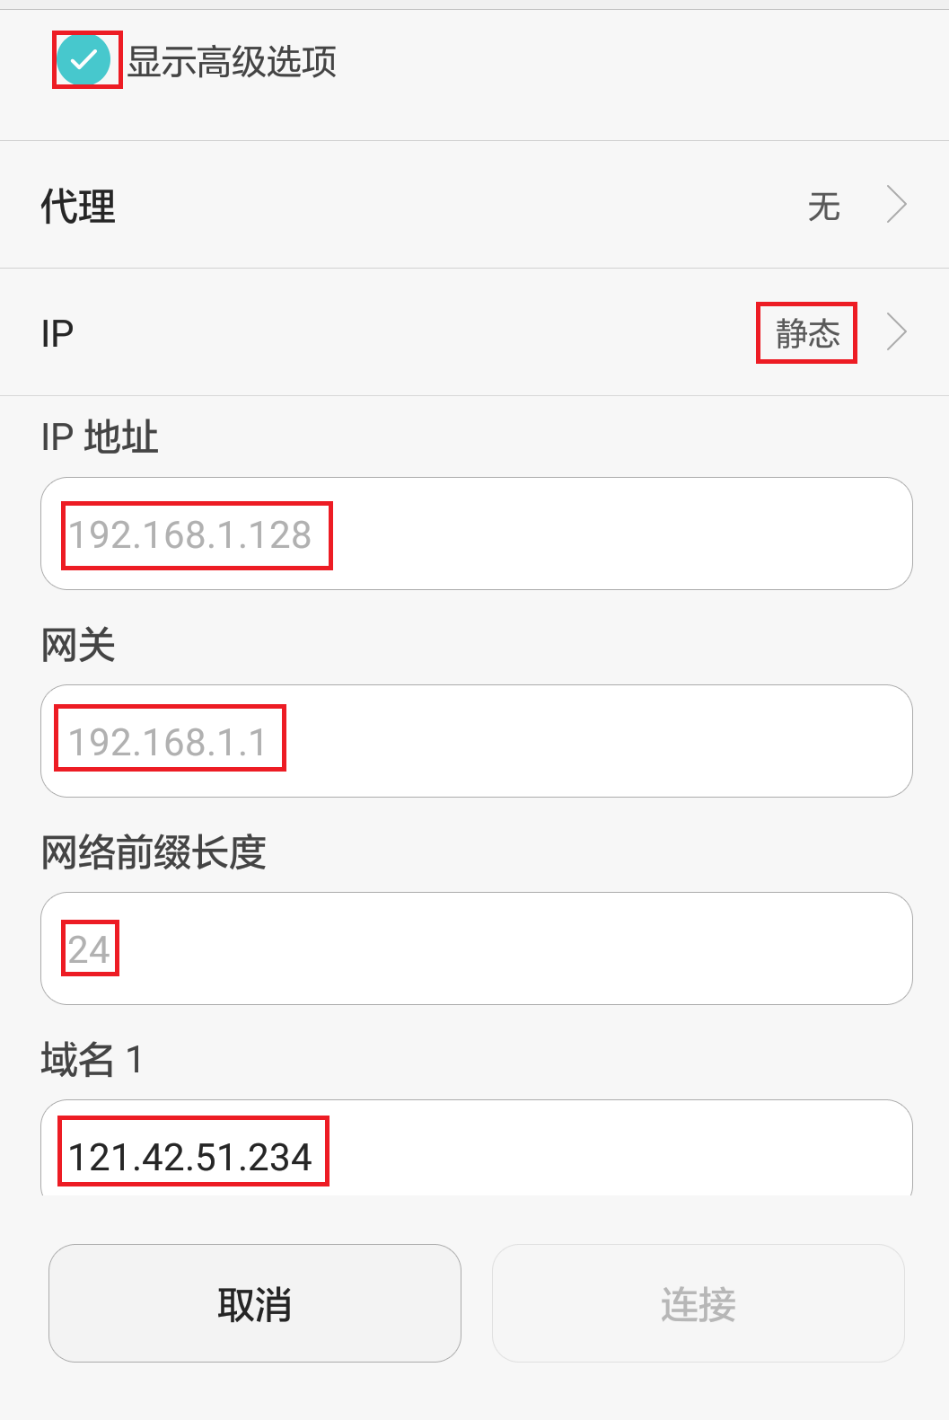 显示高级选项
代理
无
IP
静态
IP 地址
192.168.1.128
网关
192.168.1.1
网络前缀长度
24
域名 1
121.42.51.234
取消
连接